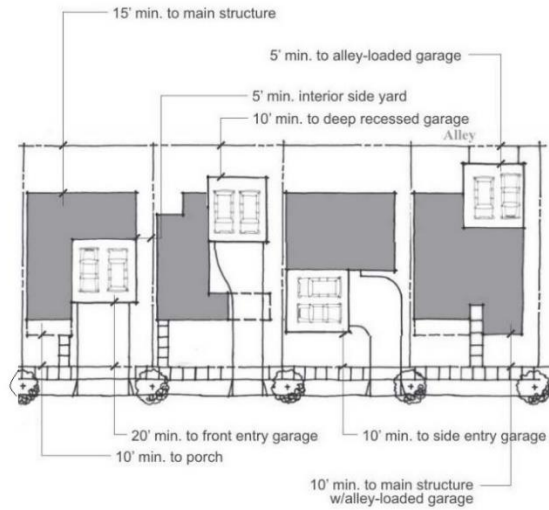 15' min. to main structure
5' min. to alley-loaded garage
5' min. interior side yard
10' min. to deep recessed garage
Alley
20' min. to front entry garage
10' min. to side entry garage
10' min. to porch
10' min. to main structure
w/alley-loaded garage